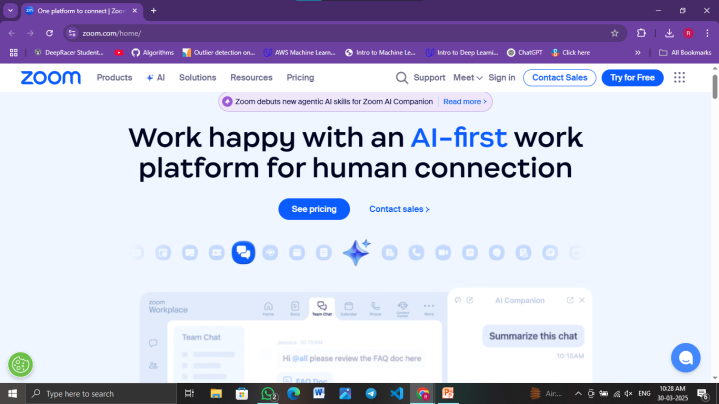 One platform to connect | Zoom
zoom.com/home/
DeepRacer Student...
Algorithms
Outlier detection on...
AWS Machine Learn...
Intro to Machine Le...
Intro to Deep Learni...
ChatGPT
Click here
All Bookmarks
zoom
Products
AI
Solutions
Resources
Pricing
Support
Meet
Sign in
Contact Sales
Try for Free
Zoom debuts new agentic AI skills for Zoom AI Companion
Read more
Work happy with an AI-first work
platform for human connection
See pricing
Contact sales
zoom
Workplace
Home
Team Chat
Calendar
Phone
More
AI Companion
Team Chat
Summarize this chat
10:15AM
10:15AM
Hi @all please review the FAQ doc here
FAQ Doc
Type here to search
2
Air:...
ENG
10:28 AM
30-03-2025